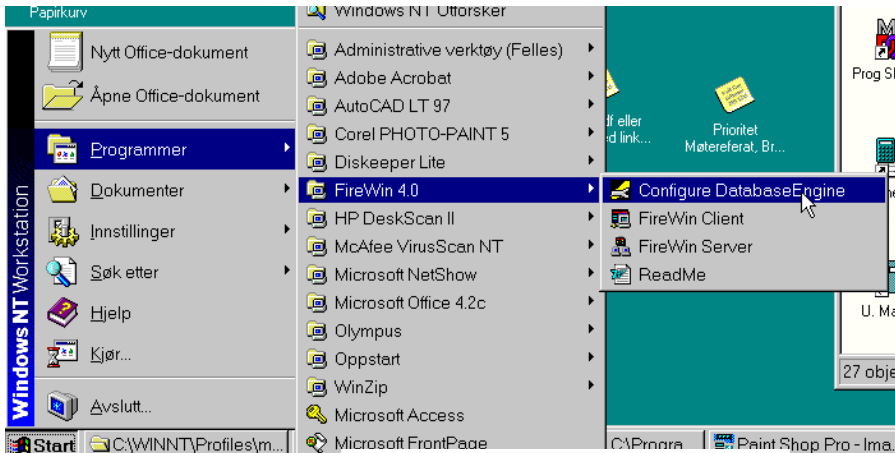 Papirkurv
Nytt Office-dokument
Åpne Office-dokument
Programmer
Dokumenter
Innstillinger
Søk etter
Hjelp
Kjør...
Avslutt...
Windows NT Workstation
Windows NT Utforsker
Administrative verktøy (Felles)
Adobe Acrobat
AutoCAD LT 97
Corel PHOTO-PAINT 5
Diskeeper Lite
FireWin 4.0
HP DeskScan II
McAfee VirusScan NT
Microsoft NetShow
Microsoft Office 4.2c
Olympus
Oppstart
WinZip
Microsoft Access
Microsoft FrontPage
Configure DatabaseEngine
FireWin Client
FireWin Server
ReadMe
df eller
d link...
Prioritet
Møtereferat, Br...
Prog S
U. Ma
27 obje
Start
C:\WINNT\Profiles\m...
C:\Progra
Paint Shop Pro - Ima